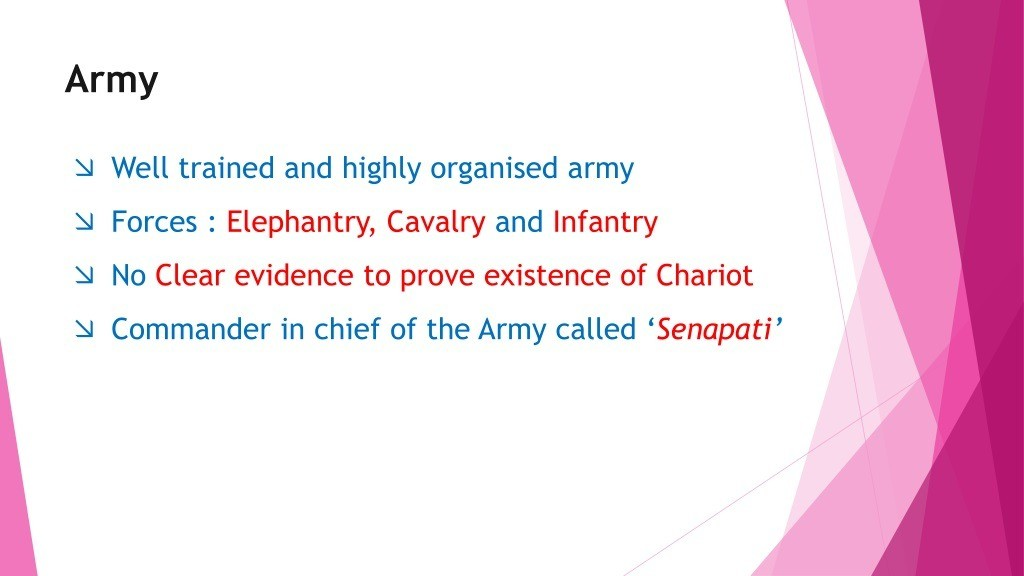 Army
Well trained and highly organised army
Forces : Elephantry, Cavalry and Infantry
No Clear evidence to prove existence of Chariot
Commander in chief of the Army called ‘Senapati’